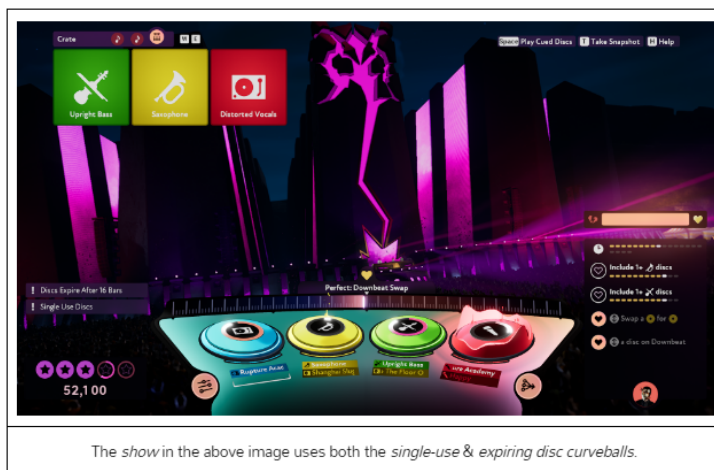 Crate W E
Space Play Cued Discs T Take Snapshot H Help
Upright Bass Saxophone Distorted Vocals
Perfect: Downbeat Swap
! Discs Expire After 16 Bars
! Single Use Discs
Include 1+ discs
Include 1+ discs
Swap a for
a disc on Downbeat
Rupture
Saxophone
Shanghai
Upright Bass
The Floor
Academy
52,100
The show in the above image uses both the single-use & expiring disc curveballs.